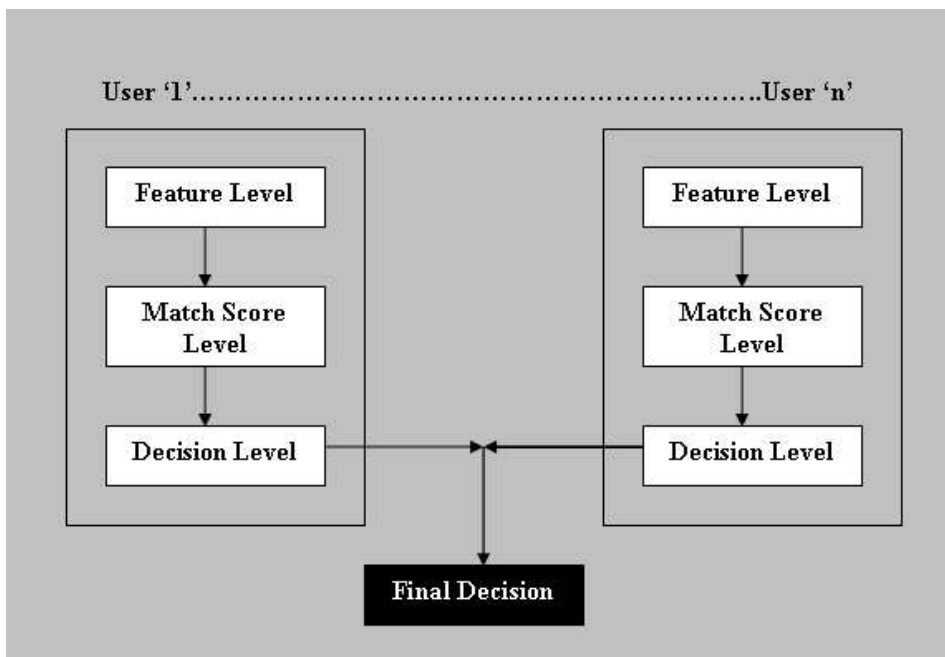 User ‘1’……………………………………………………..User ‘n’
Feature Level
Match Score
Level
Decision Level
Feature Level
Match Score
Level
Decision Level
Final Decision